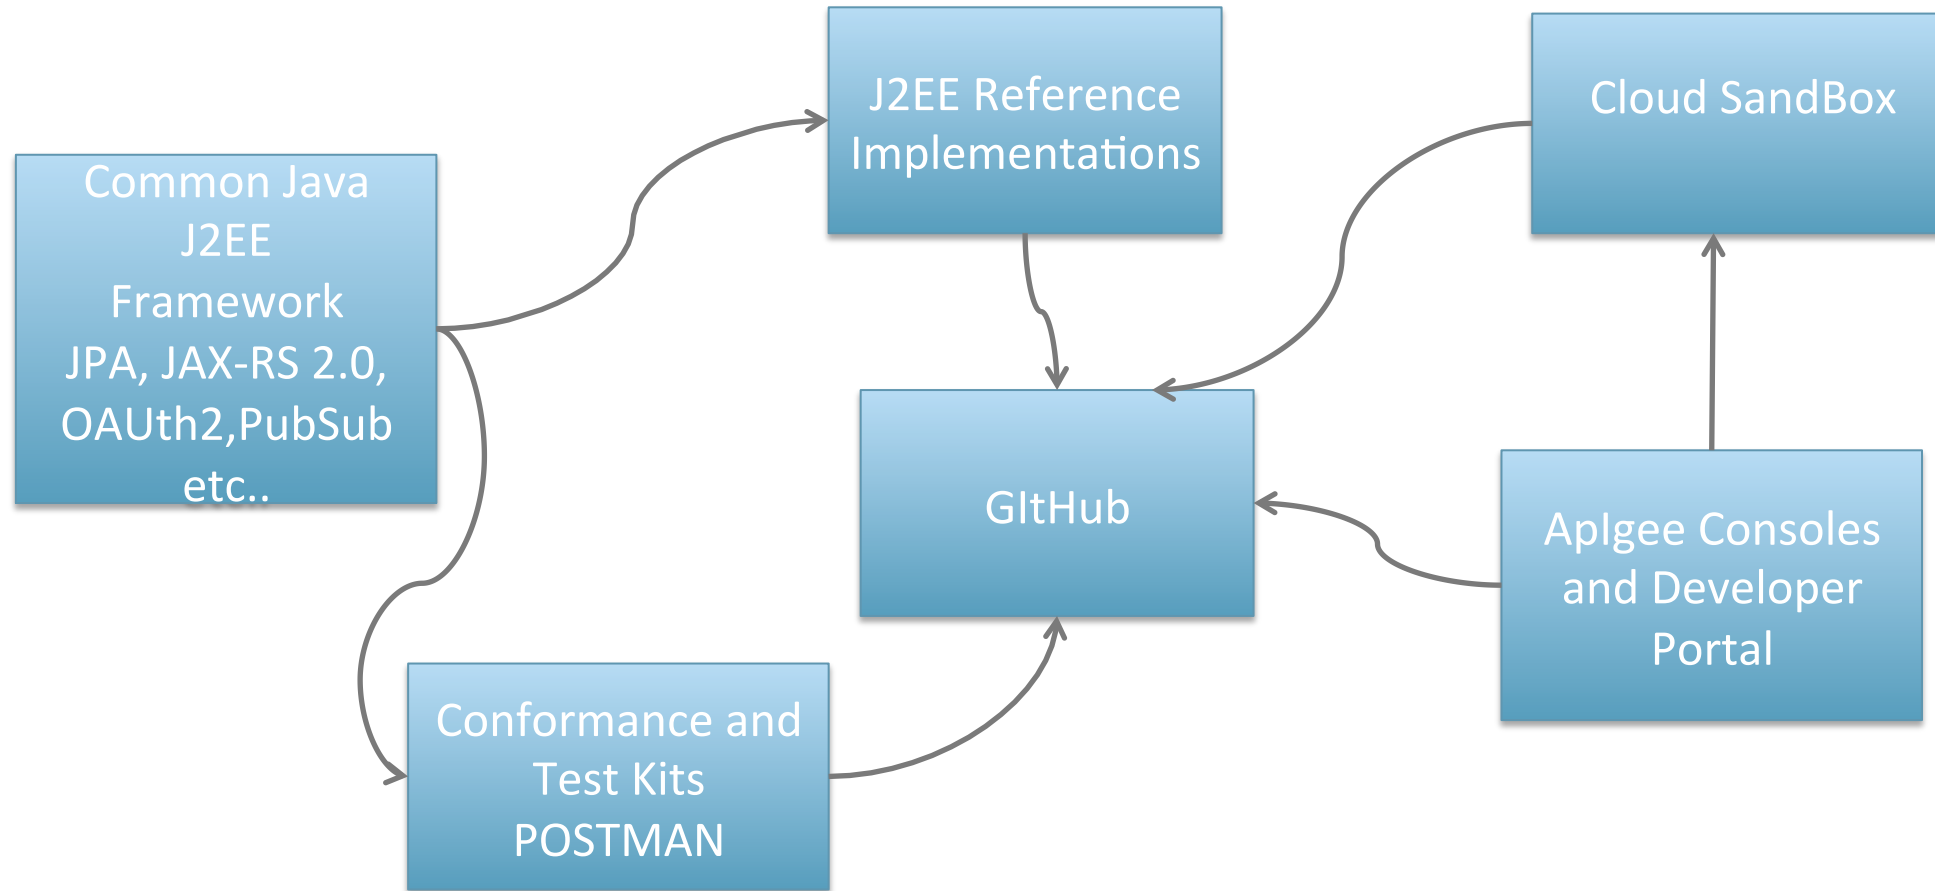 J2EE Reference
Implementations
Cloud SandBox
Common Java
J2EE
Framework
JPA, JAX-RS 2.0,
OAUth2,PubSub
etc..
GItHub
ApIgee Consoles
and Developer
Portal
Conformance and
Test Kits
POSTMAN